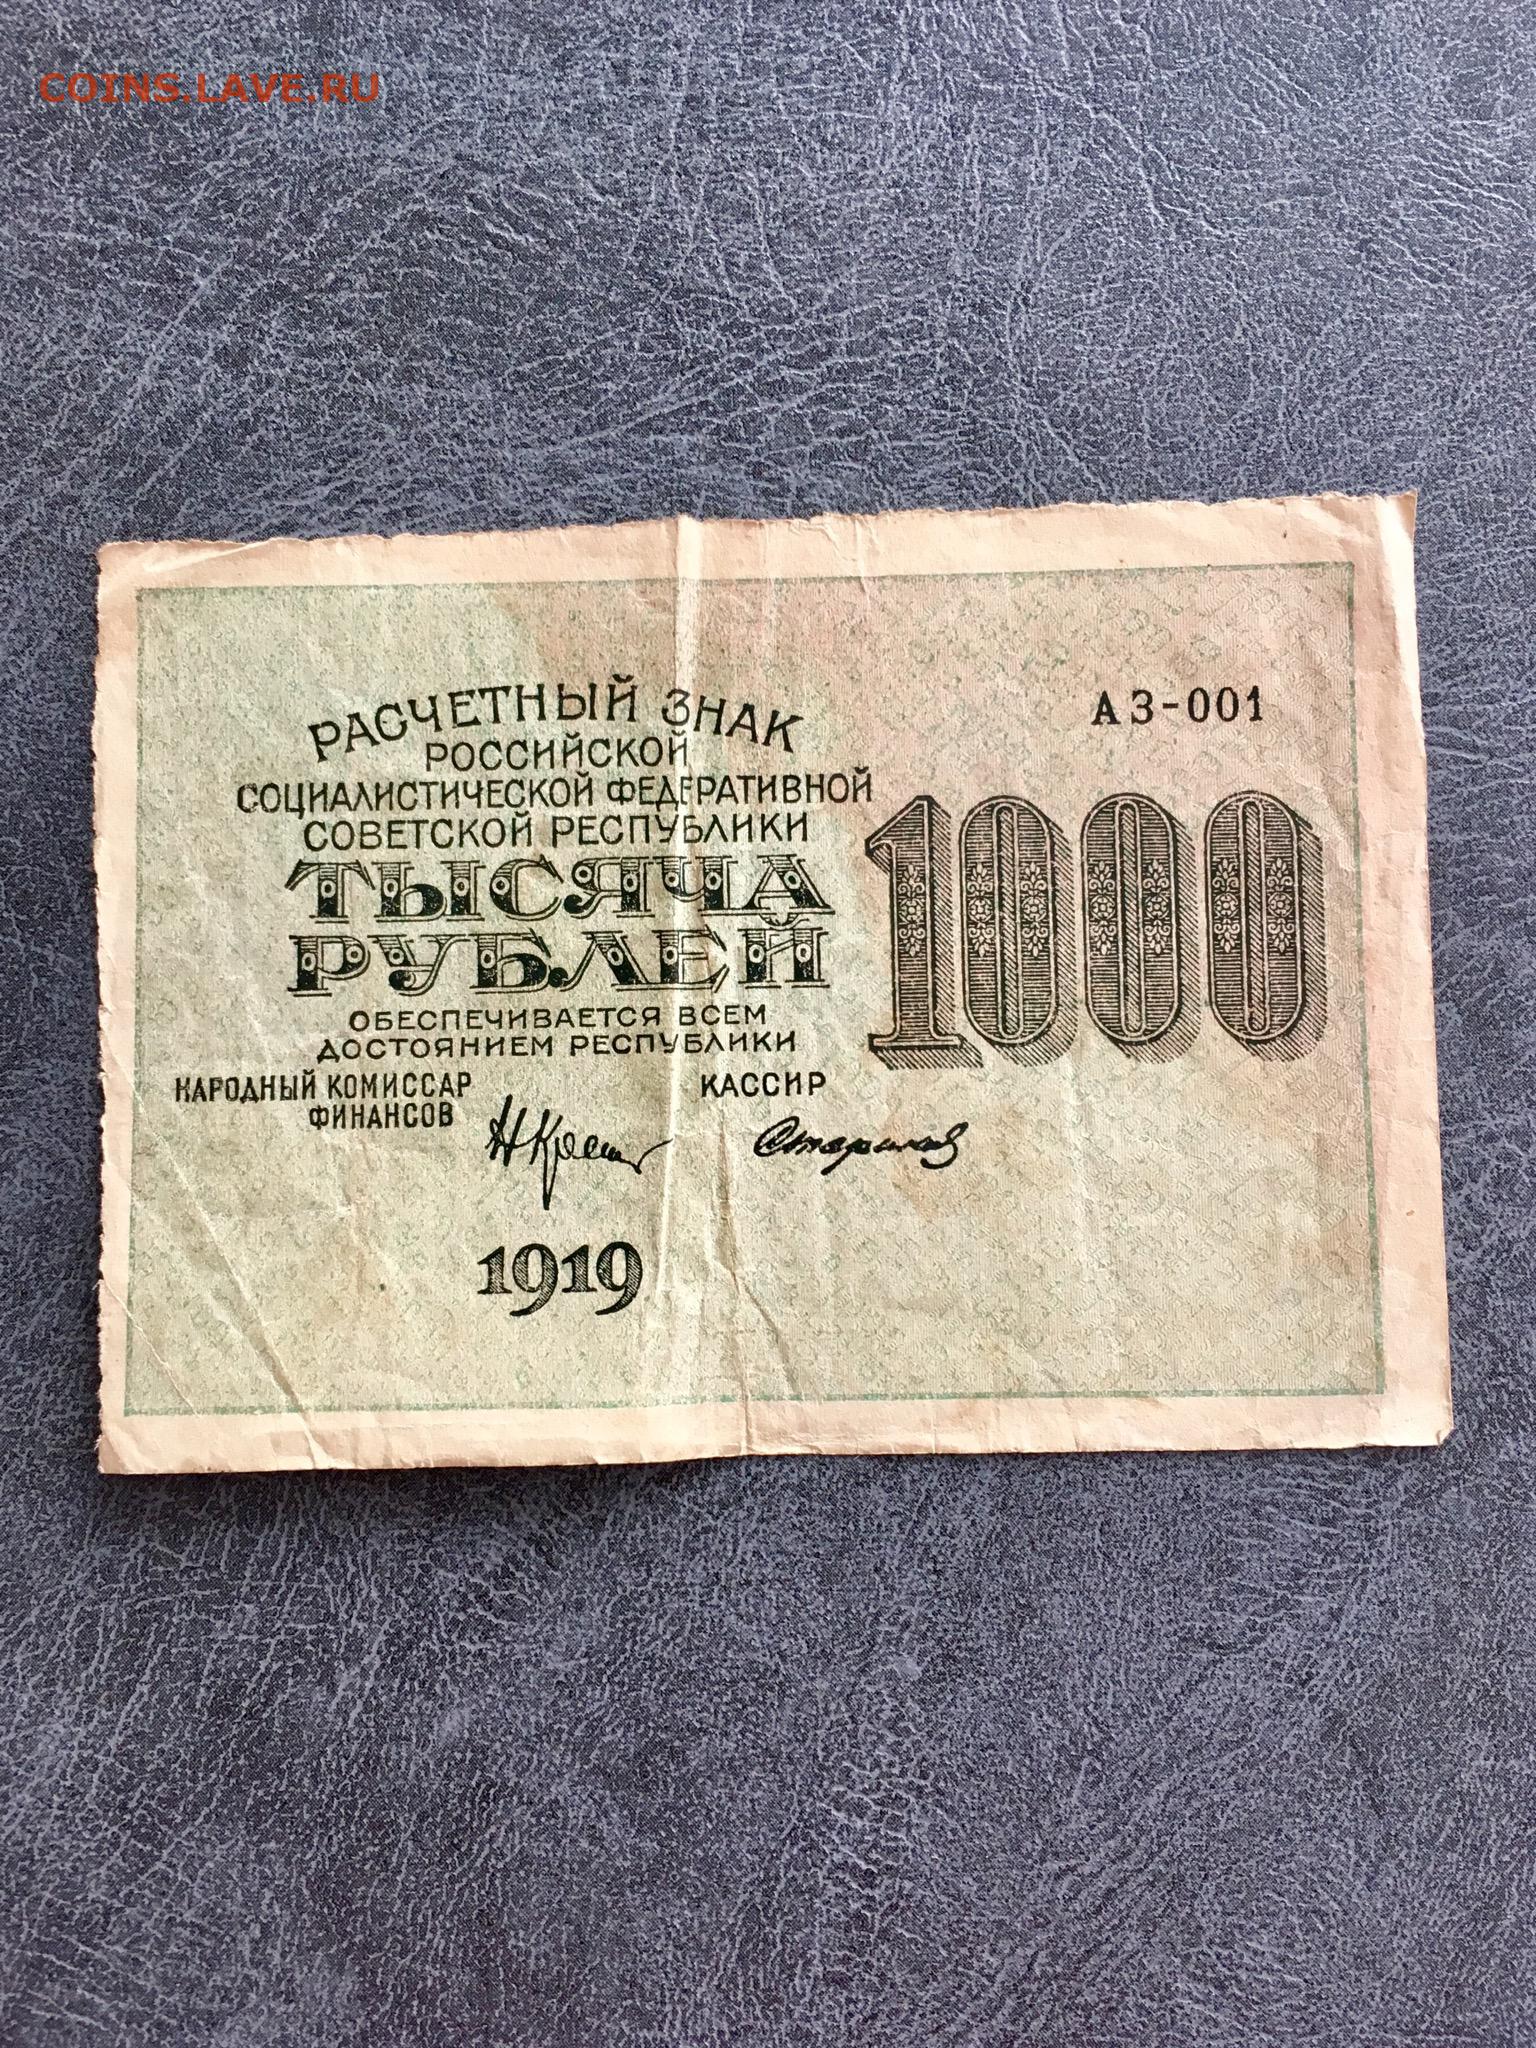 COINS.LAVE.RU
РАСЧЕТНЫЙ ЗНАК
РОССИЙСКОЙ
СОЦИАЛИСТИЧЕСКОЙ ФЕДЕРАТИВНОЙ
СОВЕТСКОЙ РЕСПУБЛИКИ
ТЫСЯЧА
РУБЛЕЙ
ОБЕСПЕЧИВАЕТСЯ ВСЕМ
ДОСТОЯНИЕМ РЕСПУБЛИКИ
НАРОДНЫЙ КОМИССАР
ФИНАНСОВ
КАССИР
1919
АЗ-001
1000